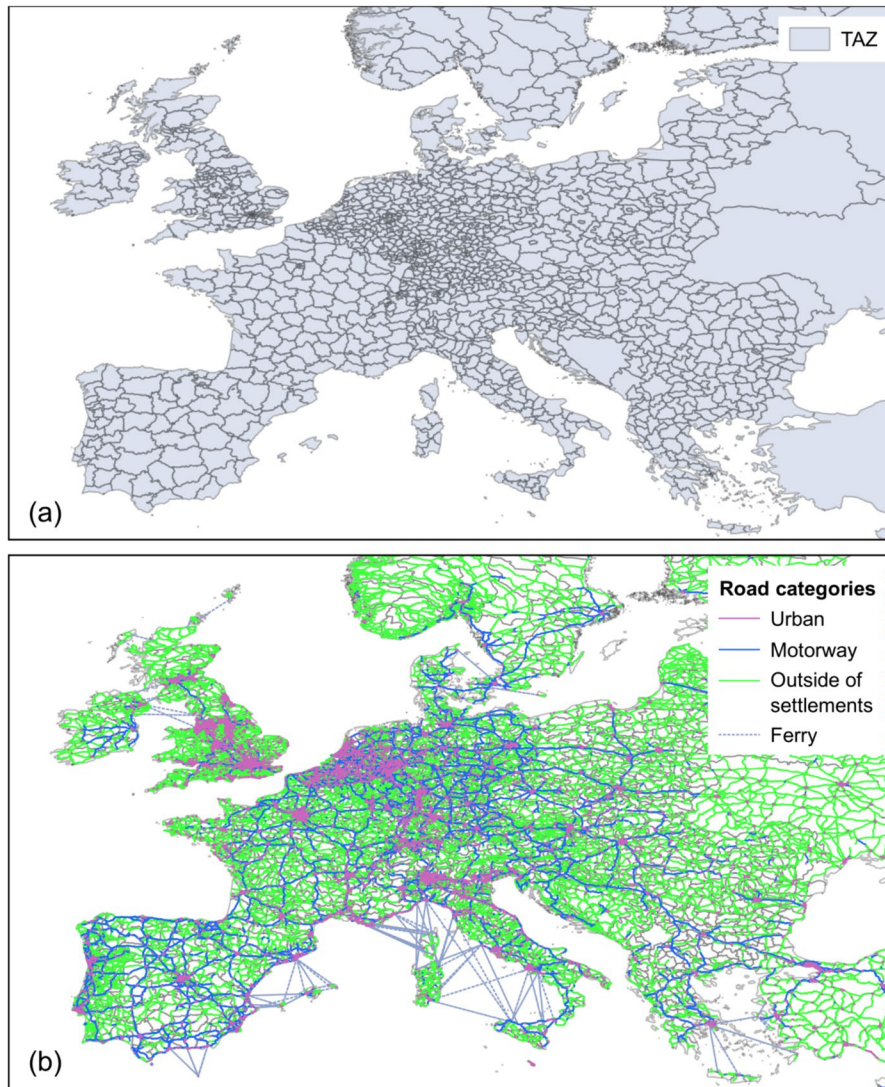 TAZ
(a)
Road categories
Urban
Motorway
Outside of
settlements
Ferry
(b)